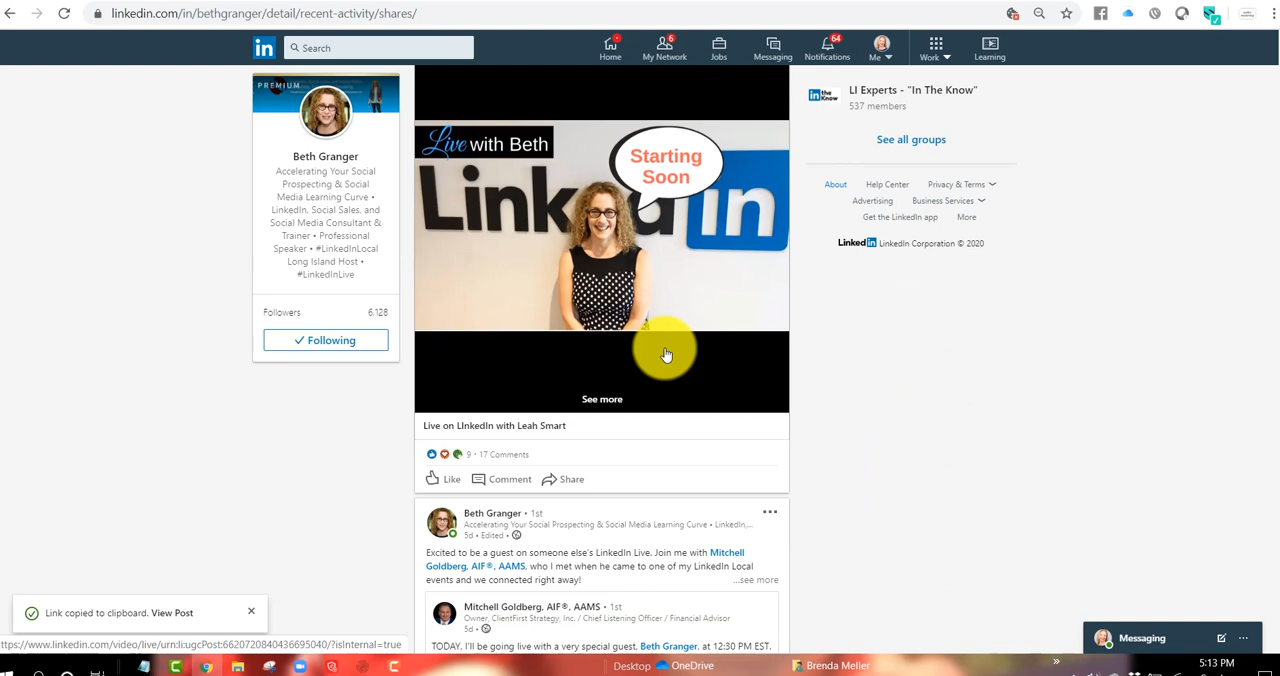 linkedin.com/in/bethgranger/detail/recent-activity/shares/
in
Search
Home
6
My Network
Jobs
Messaging
64
Notifications
Me
Work
Learning
PREMIUM
Beth Granger
Accelerating Your Social
Prospecting & Social
Media Learning Curve •
LinkedIn, Social Sales, and
Social Media Consultant &
Trainer • Professional
Speaker • #LinkedInLocal
Long Island Host •
#LinkedInLive
Followers 6,128
Following
Live with Beth
Starting
Soon
Linkedin
See more
Live on LInkedIn with Leah Smart
9 • 17 Comments
Like Comment Share
Beth Granger • 1st
Accelerating Your Social Prospecting & Social Media Learning Curve • LinkedIn,...
5d • Edited •
Excited to be a guest on someone else's LinkedIn Live. Join me with Mitchell
Goldberg, AIF®, AAMS, who I met when he came to one of my LinkedIn Local
events and we connected right away!
...see more
Mitchell Goldberg, AIF®, AAMS • 1st
Owner, ClientFirst Strategy, Inc. / Chief Listening Officer / Financial Advisor
5d •
TODAY, I'll be going live with a very special guest, Beth Granger, at 12:30 PM EST.
in the Know
LI Experts - "In The Know"
537 members
See all groups
About Help Center Privacy & Terms
Advertising Business Services
Get the LinkedIn app More
LinkedIn LinkedIn Corporation © 2020
Link copied to clipboard. View Post
ttps://www.linkedin.com/video/live/urn:li:ugcPost:6620720840436695040/?isInternal=true
Messaging
Desktop OneDrive
Brenda Meller
5:13 PM